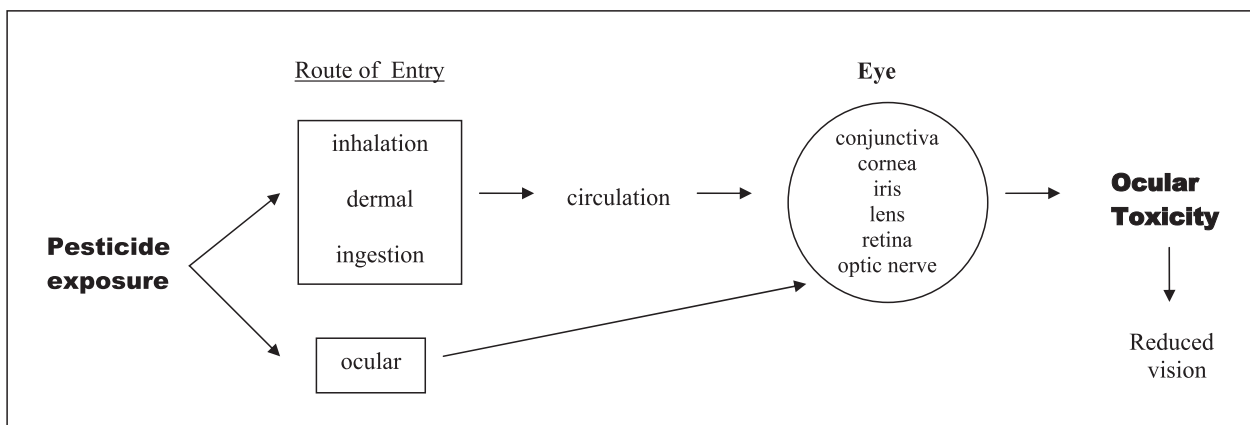 Route of Entry
Eye
inhalation
dermal
ingestion
circulation
conjunctiva
cornea
iris
lens
retina
optic nerve
Ocular
Toxicity
Pesticide
exposure
ocular
Reduced
vision